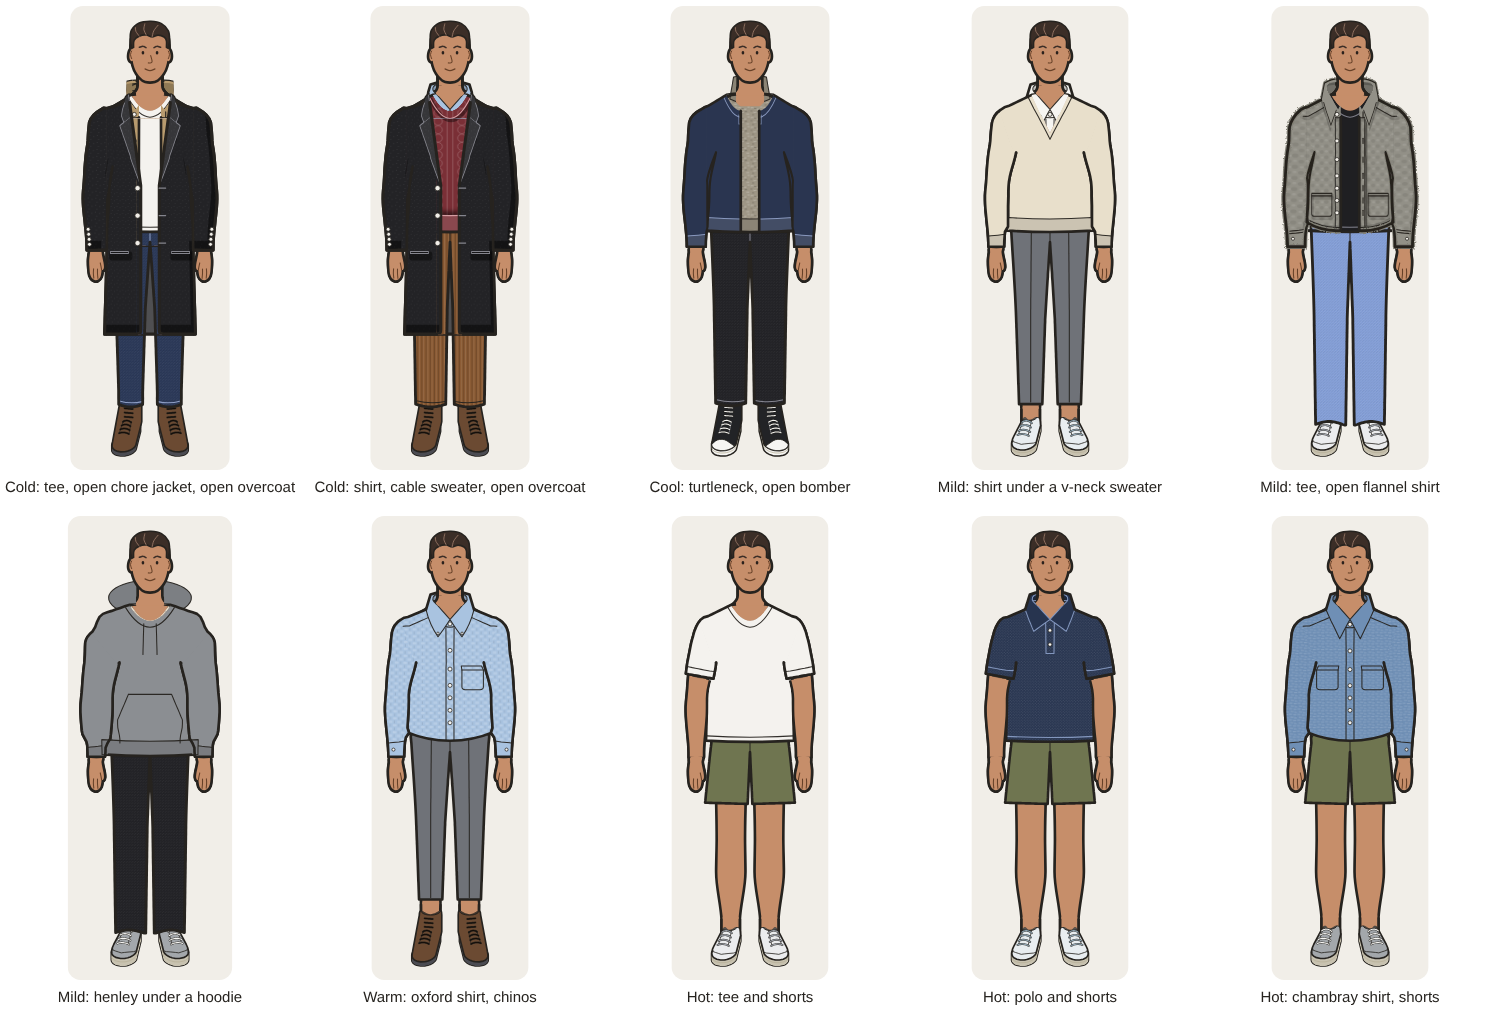 Cold: tee, open chore jacket, open overcoat
Cold: shirt, cable sweater, open overcoat
Cool: turtleneck, open bomber
Mild: shirt under a v-neck sweater
Mild: tee, open flannel shirt
Mild: henley under a hoodie
Warm: oxford shirt, chinos
Hot: tee and shorts
Hot: polo and shorts
Hot: chambray shirt, shorts